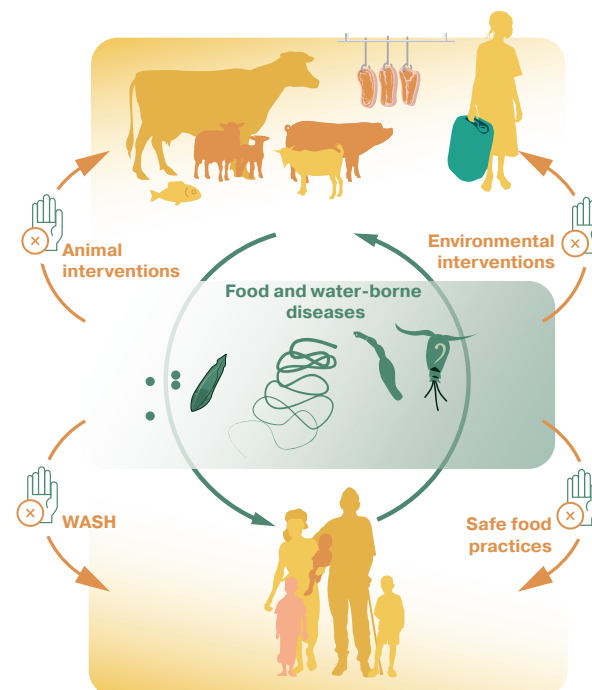 Animal
interventions
Environmental
interventions
Food and water-borne
diseases
WASH
Safe food
practices